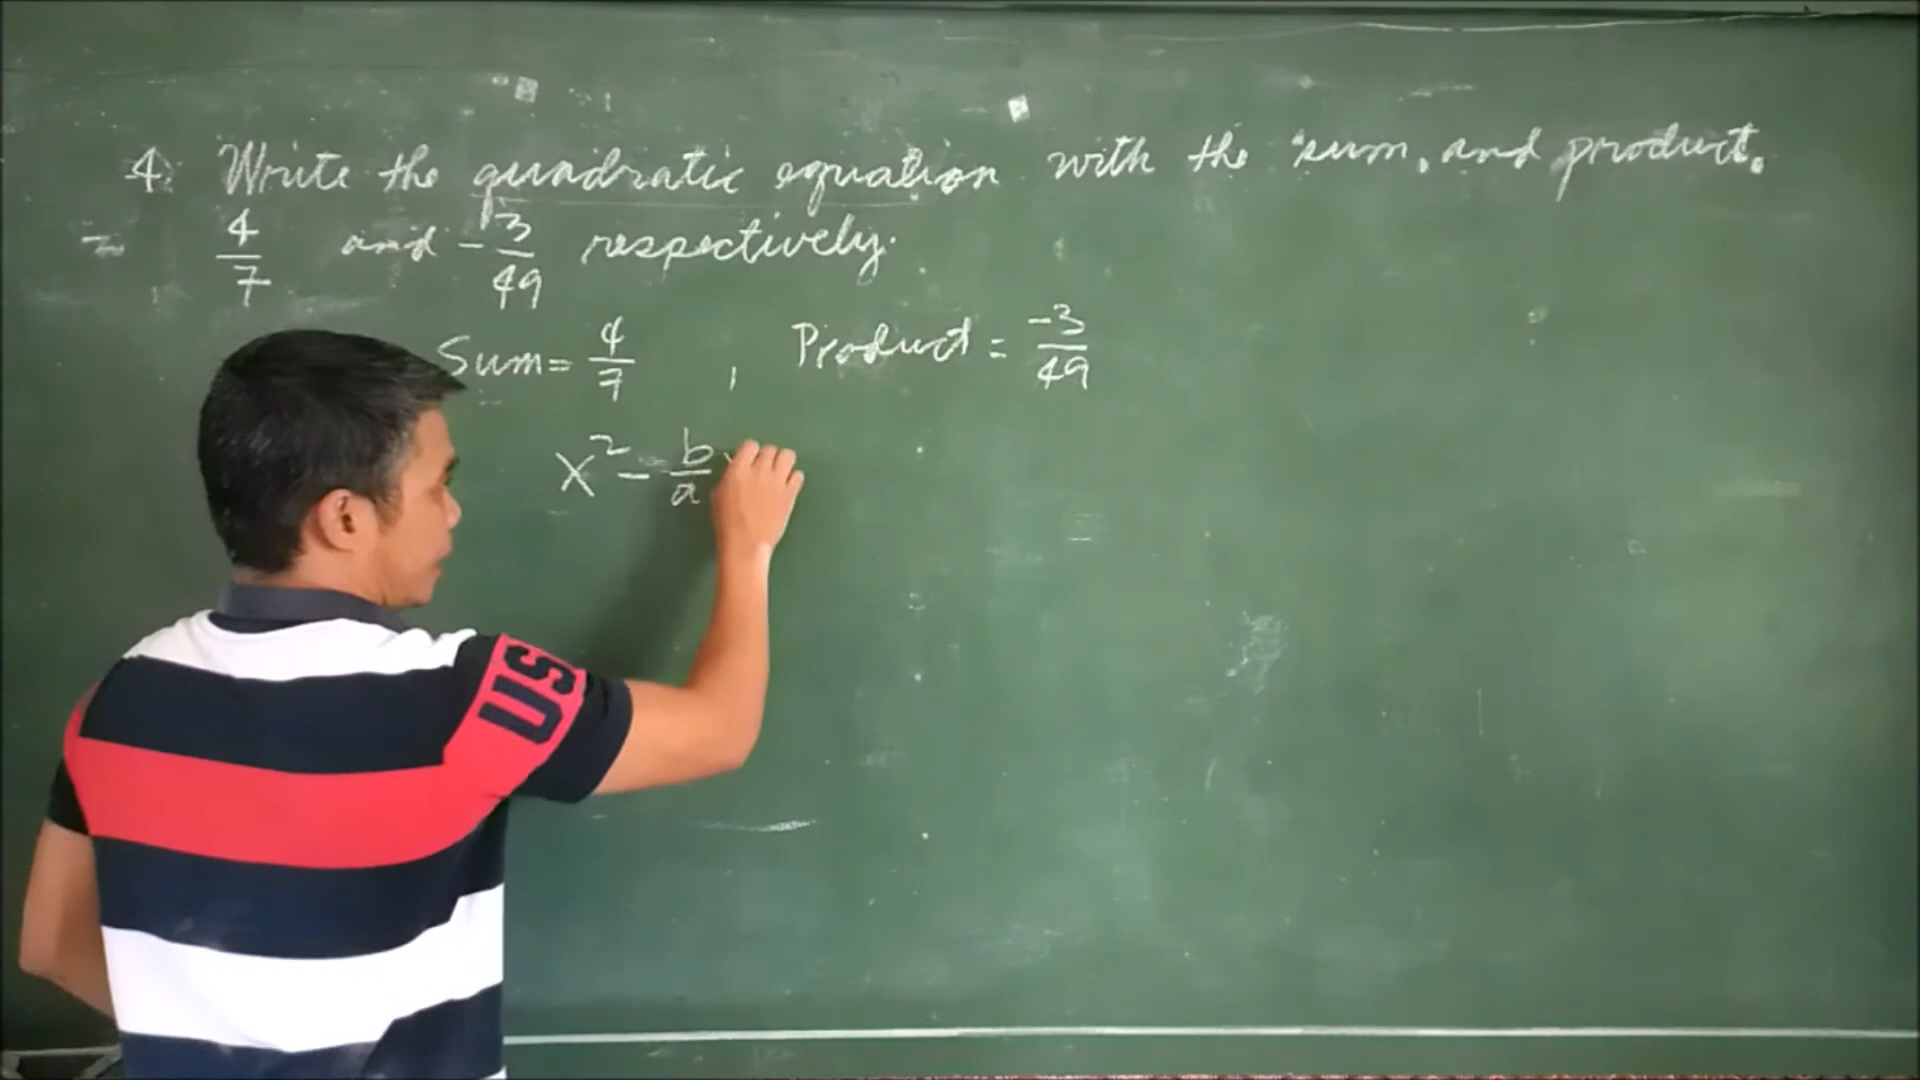 4. Write the quadratic equation with the sum, and product.
4/7 and -3/49 respectively.
Sum = 4/7 , Product = -3/49
x² - b/a
US